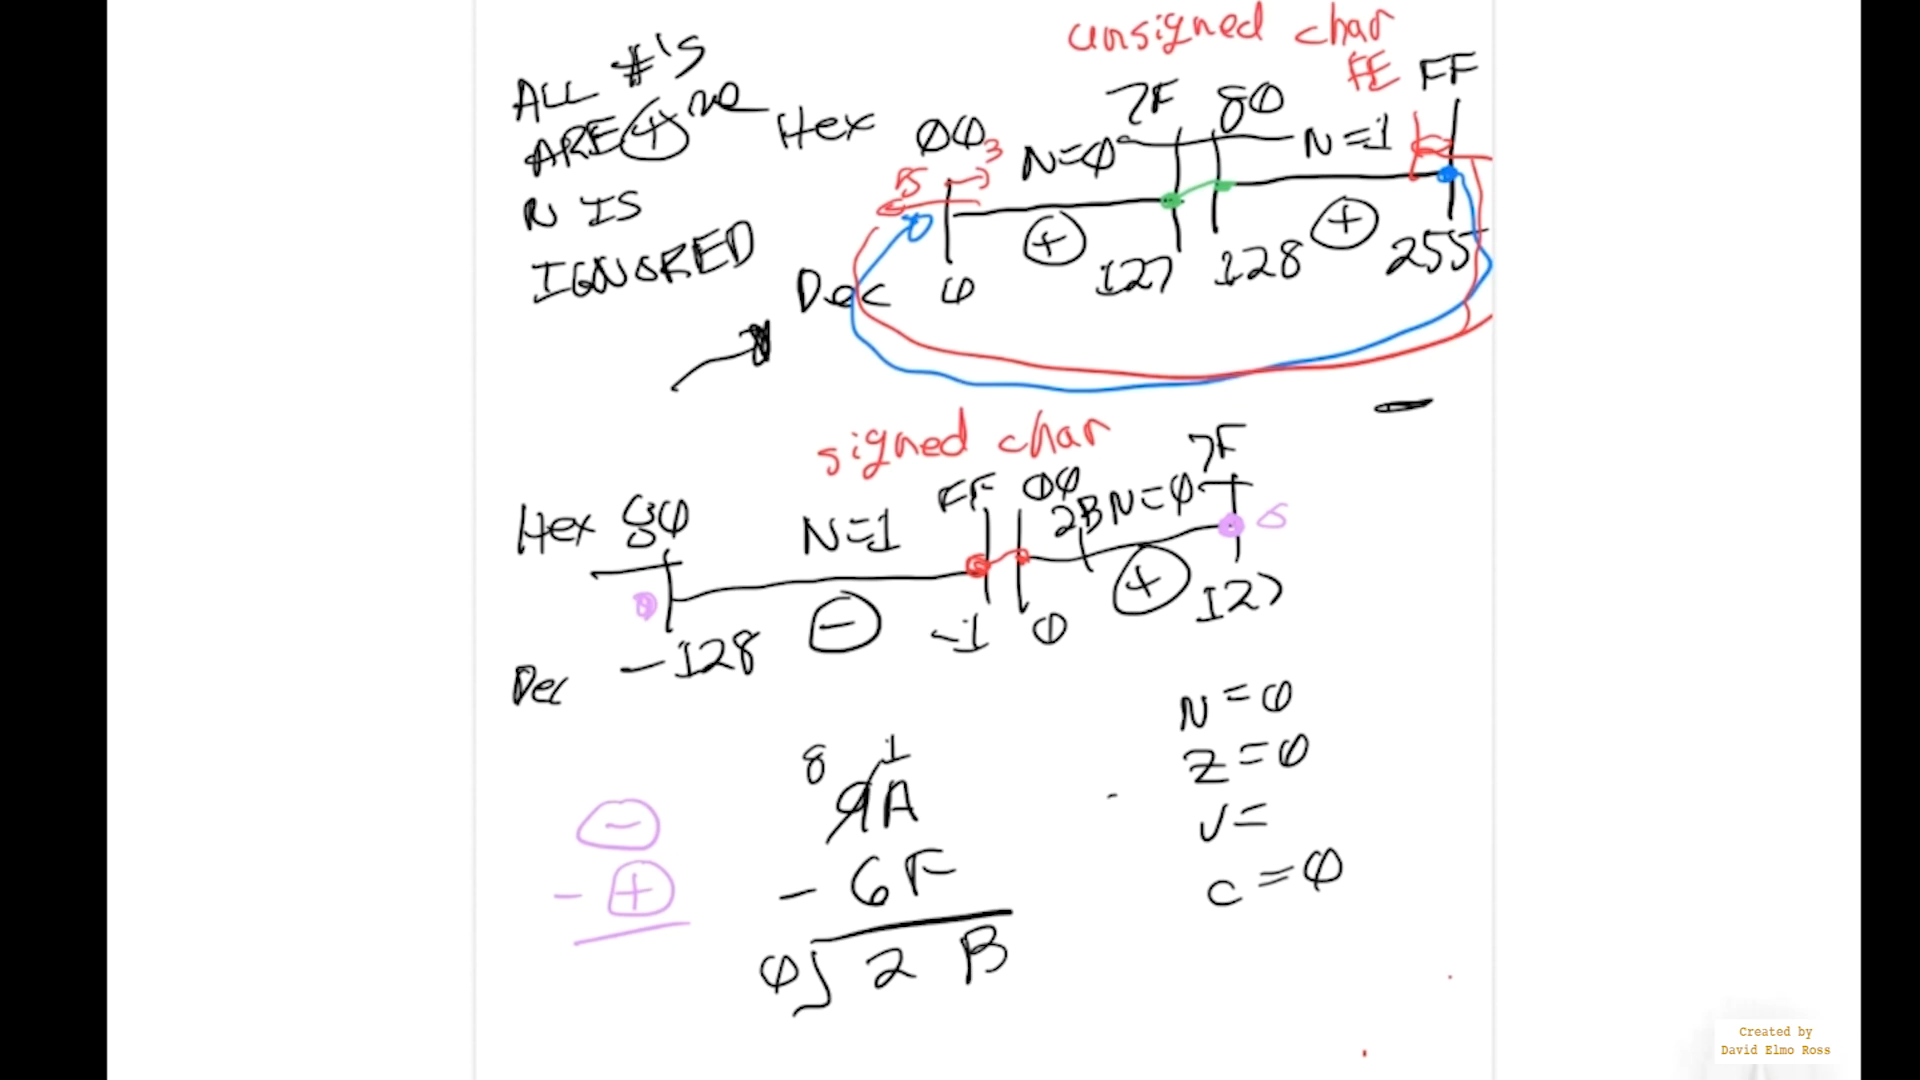 unsigned char
ALL #'S
ARE + ve
N IS
IGNORED
FE FF
7F 80
Hex 00 3 N=0 N=1
5
+ +
Dec 0 127 128 255
signed char
Hex 80 N=1 FF 00 2B N=0 7F
- +
Dec -128 -1 0 127
N=0
Z=0
V=
C=0
8 1
9A
- 6F
0 2 B
-
- +
Created by
David Elmo Ross